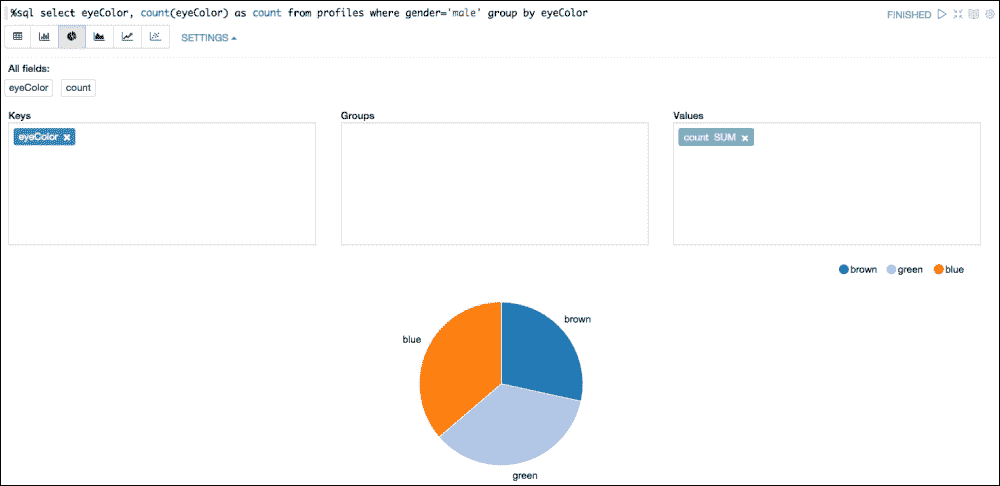 %sql select eyeColor, count(eyeColor) as count from profiles where gender='male' group by eyeColor
FINISHED
SETTINGS
All fields:
eyeColor count
Keys Groups Values
eyeColor × count SUM ×
brown green blue
brown
blue
green